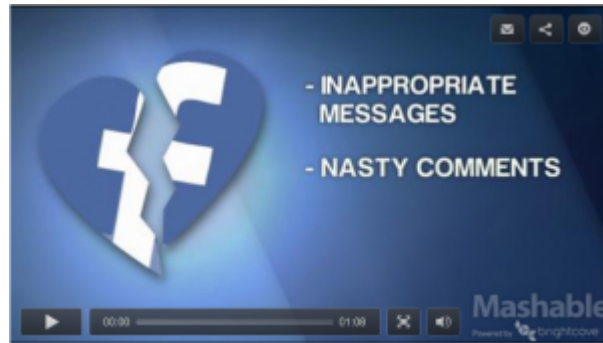 - INAPPROPRIATE
MESSAGES
- NASTY COMMENTS
00:00
01:08
Mashable
Powered by brightcove